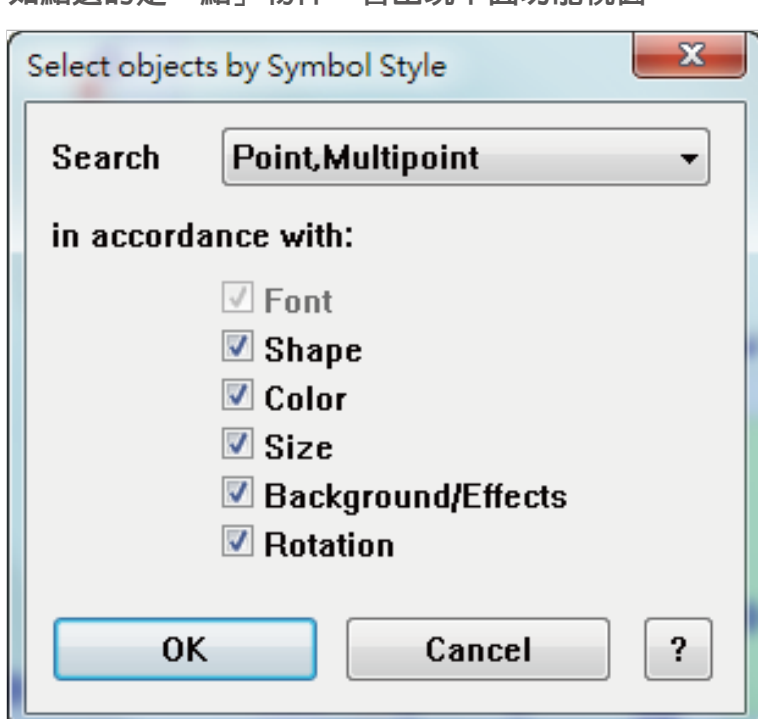 Select objects by Symbol Style
Search Point,Multipoint
in accordance with:
Font
Shape
Color
Size
Background/Effects
Rotation
OK Cancel ?